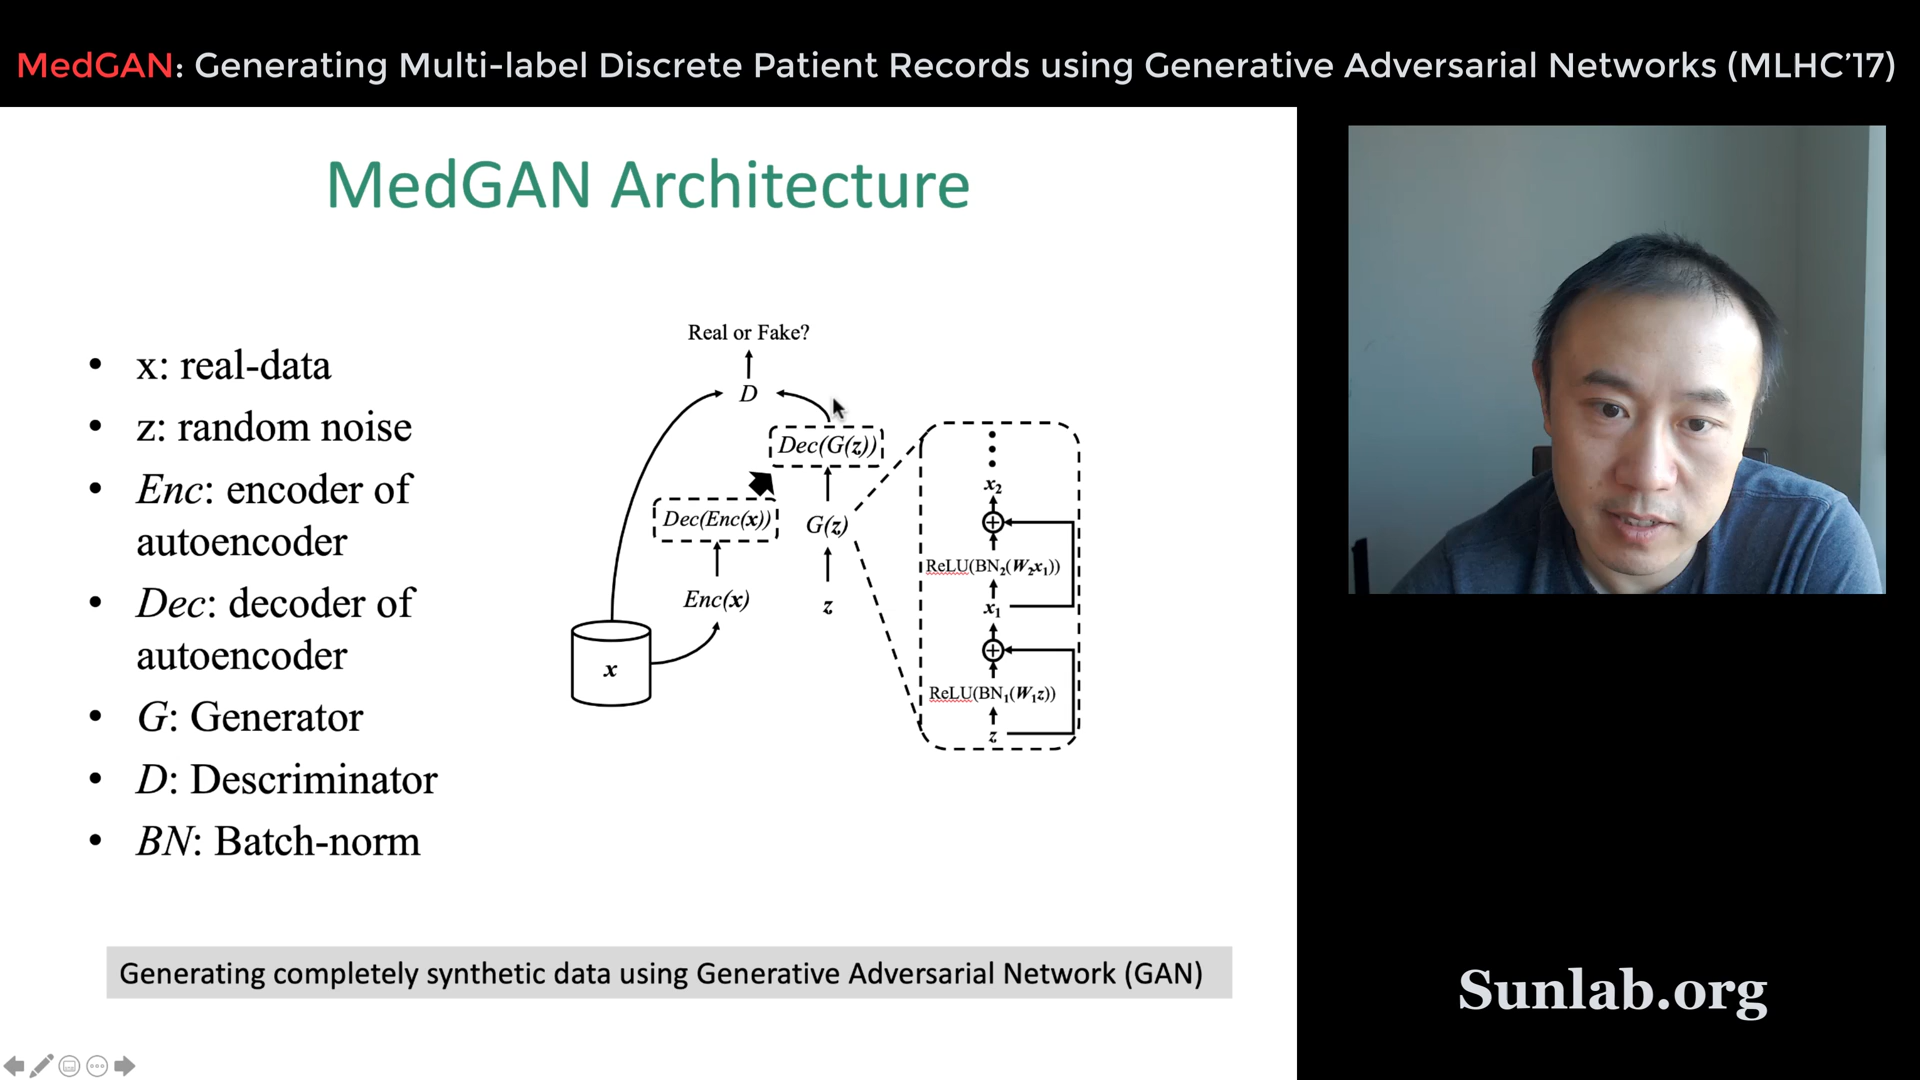 MedGAN: Generating Multi-label Discrete Patient Records using Generative Adversarial Networks (MLHC’17)
MedGAN Architecture
• x: real-data
• z: random noise
• Enc: encoder of
autoencoder
• Dec: decoder of
autoencoder
• G: Generator
• D: Descriminator
• BN: Batch-norm
Real or Fake?
D
Dec(G(z))
Dec(Enc(x))
G(z)
Enc(x)
z
x
x₂
ReLU(BN₂(W₂x₁))
x₁
ReLU(BN₁(W₁z))
z
Generating completely synthetic data using Generative Adversarial Network (GAN)
Sunlab.org